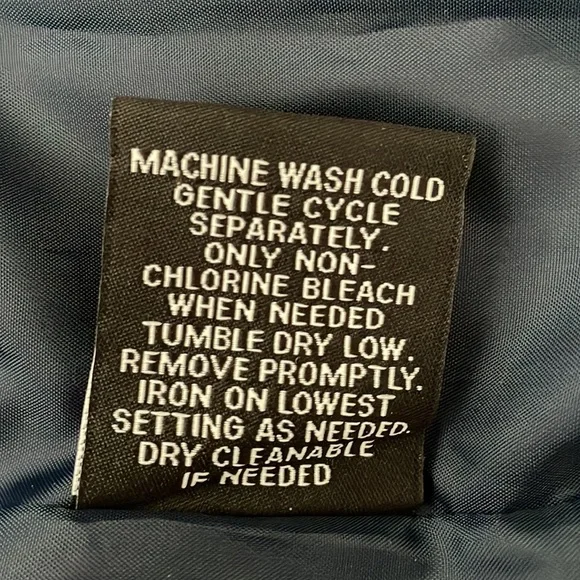 MACHINE WASH COLD
GENTLE CYCLE
SEPARATELY.
ONLY NON-
CHLORINE BLEACH
WHEN NEEDED
TUMBLE DRY LOW.
REMOVE PROMPTLY.
IRON ON LOWEST
SETTING AS NEEDED.
DRY CLEANABLE
IF NEEDED